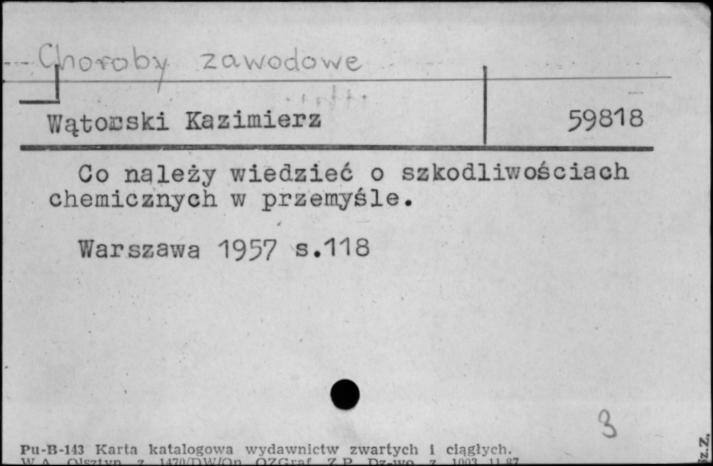 Choroby zawodowe
Wątorski Kazimierz 59818
Co należy wiedzieć o szkodliwościach
chemicznych w przemyśle.
Warszawa 1957 s.118
3
Pu-B-143 Karta katalogowa wydawnictw zwartych i ciągłych.